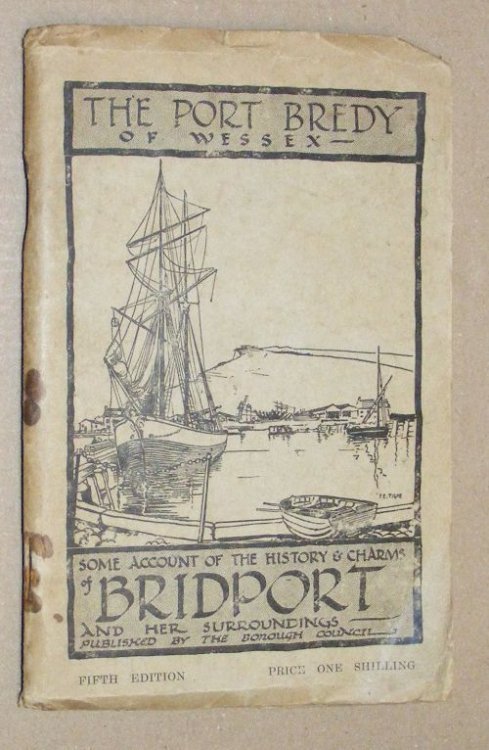 THE PORT BREDY
OF WESSEX—
SOME ACCOUNT OF THE HISTORY & CHARMS
of BRIDPORT
AND HER SURROUNDINGS—
PUBLISHED BY THE BOROUGH COUNCIL—
FIFTH EDITION PRICE ONE SHILLING